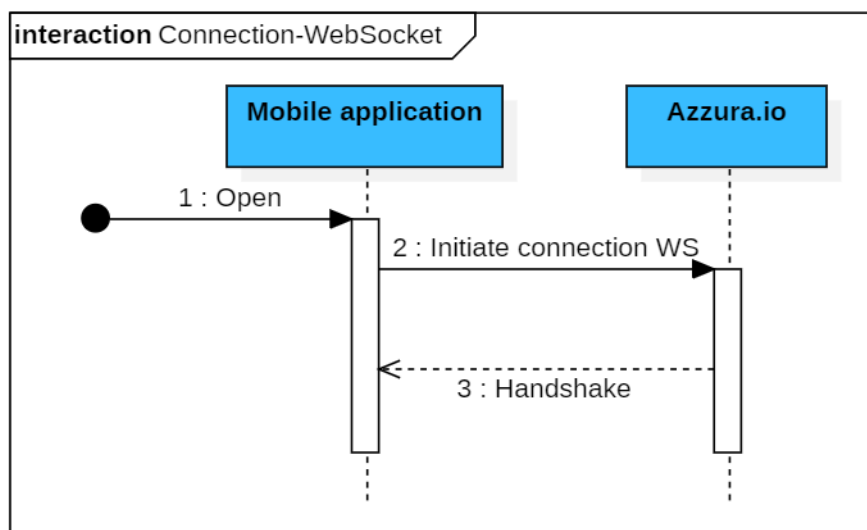 interaction Connection-WebSocket
Mobile application
Azzura.io
1 : Open
2 : Initiate connection WS
3 : Handshake